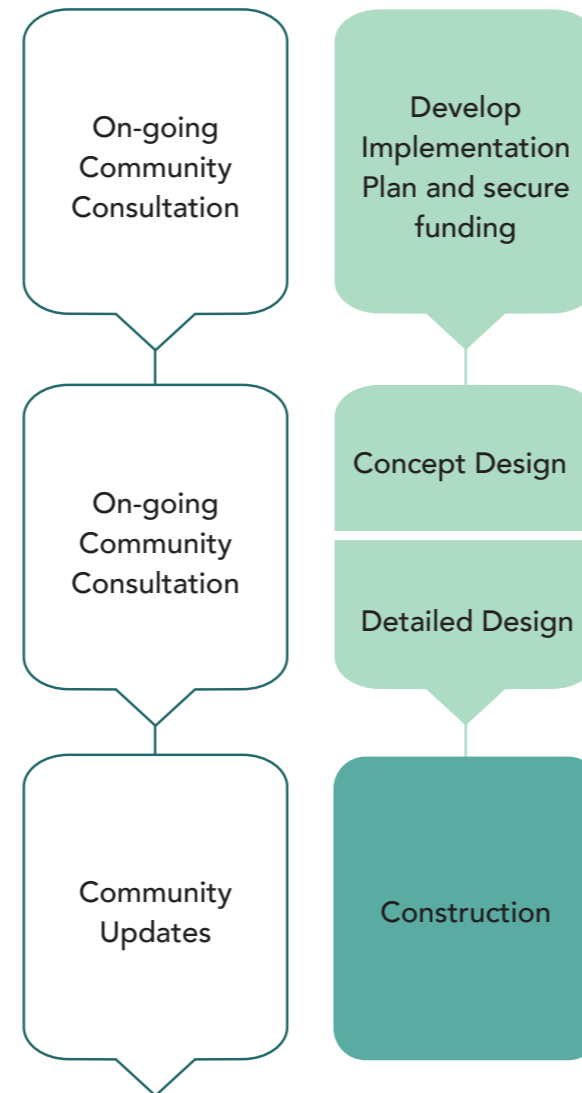 On-going
Community
Consultation
Develop
Implementation
Plan and secure
funding
On-going
Community
Consultation
Concept Design
Detailed Design
Community
Updates
Construction